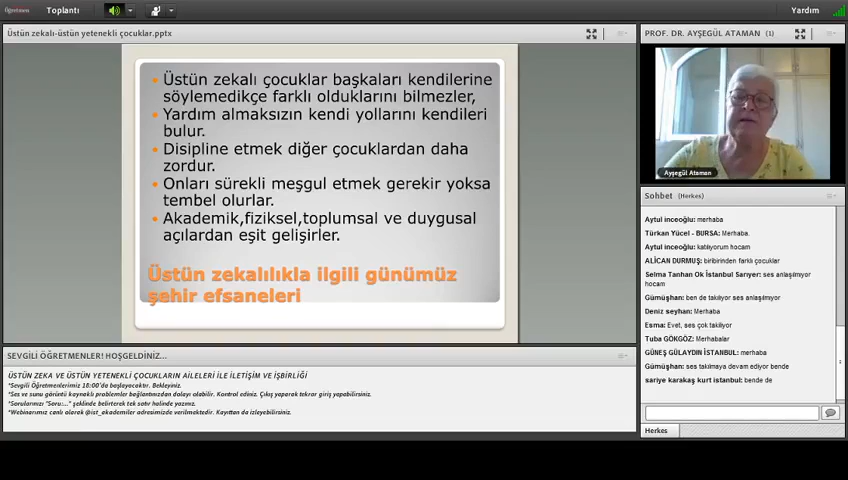 Öğretmen
Toplantı
Yardım
Üstün zekalı-üstün yetenekli çocuklar.pptx
Üstün zekalı çocuklar başkaları kendilerine
söylemedikçe farklı olduklarını bilmezler,
Yardım almaksızın kendi yollarını kendileri
bulur.
Disipline etmek diğer çocuklardan daha
zordur.
Onları sürekli meşgul etmek gerekir yoksa
tembel olurlar.
Akademik,fiziksel,toplumsal ve duygusal
açılardan eşit gelişirler.
Üstün zekalılıkla ilgili günümüz
şehir efsaneleri
SEVGİLİ ÖĞRETMENLER! HOŞGELDİNİZ...
ÜSTÜN ZEKA VE ÜSTÜN YETENEKLİ ÇOCUKLARIN AİLELERİ İLE İLETİŞİM VE İŞBİRLİĞİ
*Sevgili Öğretmenlerimiz 18:00'da başlayacaktır. Bekleyiniz.
*Ses ve sunu görüntü kaynaklı problemler bağlantınızdan dolayı olabilir. Kontrol ediniz. Çıkış yaparak tekrar giriş yapabilirsiniz.
*Sorularınızı "Soru:..." şeklinde belirterek tek satır halinde yazınız.
*Webinarımız canlı olarak @ist_akademiler adresimizde verilmektedir. Kayıttan da izleyebilirsiniz.
PROF. DR. AYŞEGÜL ATAMAN (1)
Ayşegül Ataman
Sohbet (Herkes)
Aytul inceoğlu: merhaba
Türkan Yücel - BURSA: Merhaba.
Aytul inceoğlu: katılıyorum hocam
ALİCAN DURMUŞ: biribirinden farklı çocuklar
Selma Tanhan Ok İstanbul Sarıyer: ses anlaşılmıyor
hocam
Gümüşhan: ben de takılıyor ses anlaşılmıyor
Deniz seyhan: Merhaba
Esma: Evet, ses çok takılıyor
Tuba GÖKGÖZ: Merhabalar
GÜNEŞ GÜLAYDIN İSTANBUL: merhaba
Gümüşhan: ses takılmaya devam ediyor bende
sariye karakaş kurt istanbul: bende de
Herkes